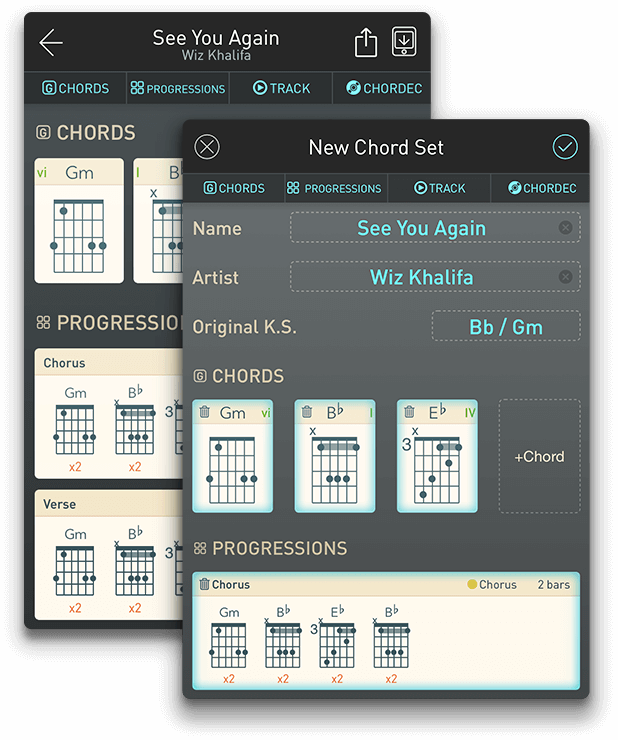 See You Again
Wiz Khalifa
G CHORDS PROGRESSIONS TRACK CHORDEC
G CHORDS
vi Gm I B
x
PROGRESSION
Chorus
Gm B♭
x 3
x2 x2
Verse
Gm B♭
x 3
x2 x2
New Chord Set
G CHORDS PROGRESSIONS TRACK CHORDEC
Name See You Again
Artist Wiz Khalifa
Original K.S. Bb / Gm
G CHORDS
Gm vi B♭ I E♭ IV
x x
3
+Chord
PROGRESSIONS
Chorus Chorus 2 bars
Gm B♭ E♭ B♭
x 3 x x
x2 x2 x2 x2